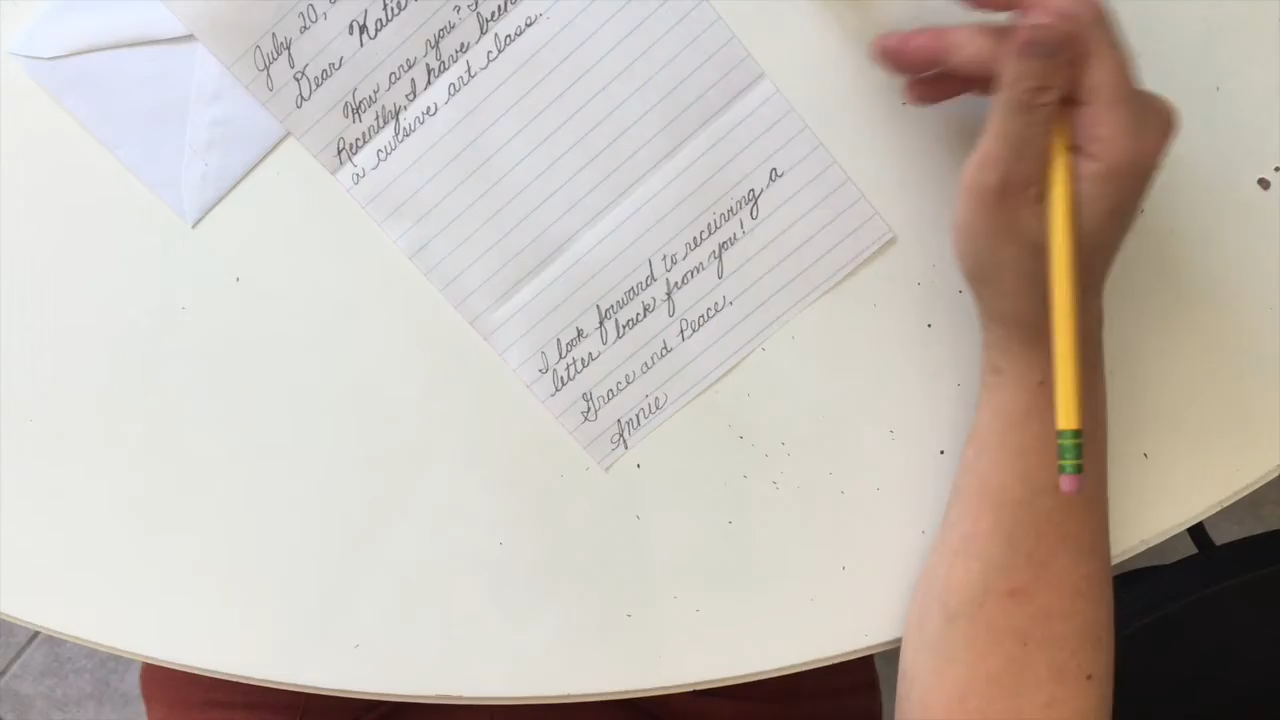 July 20,
Dear Katie
How are you?
Recently, I have been
a cursive art class.
I look forward to receiving a
letter back from you!
Grace and Peace,
Annie